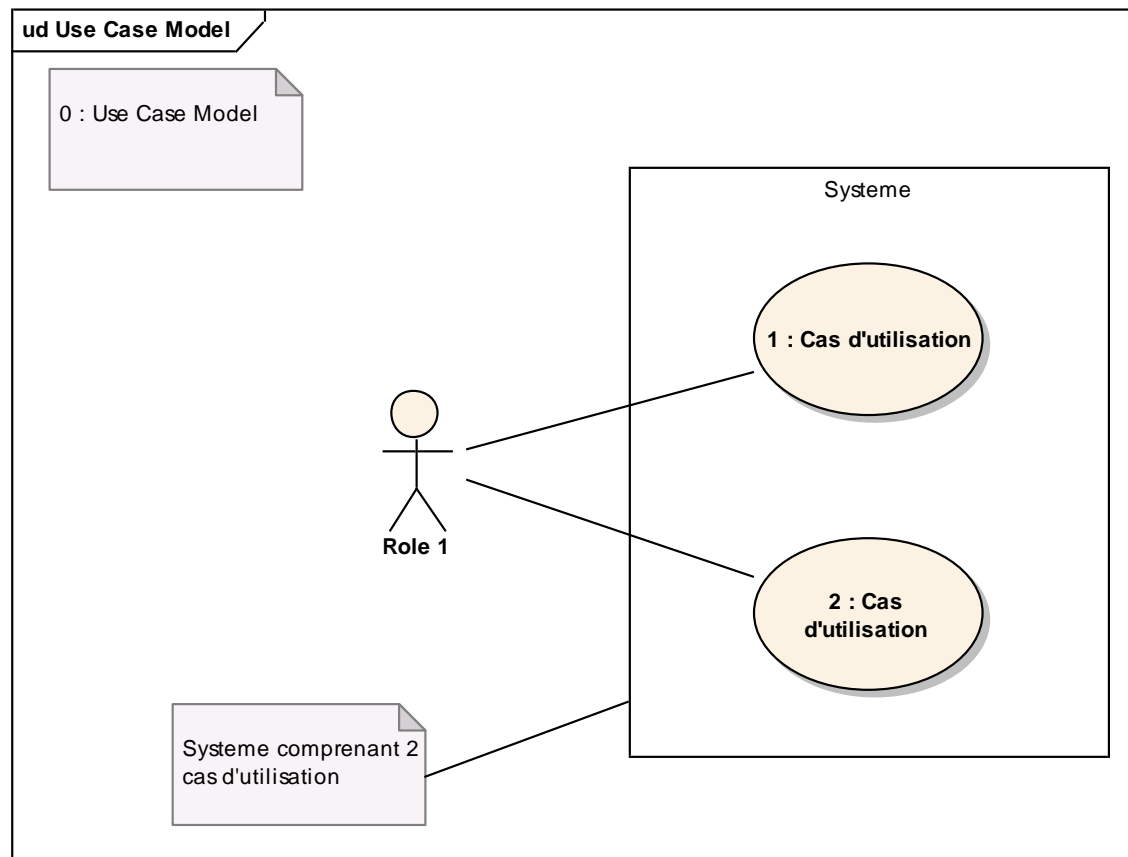 ud Use Case Model
0 : Use Case Model
Systeme
1 : Cas d'utilisation
Role 1
2 : Cas
d'utilisation
Systeme comprenant 2
cas d'utilisation